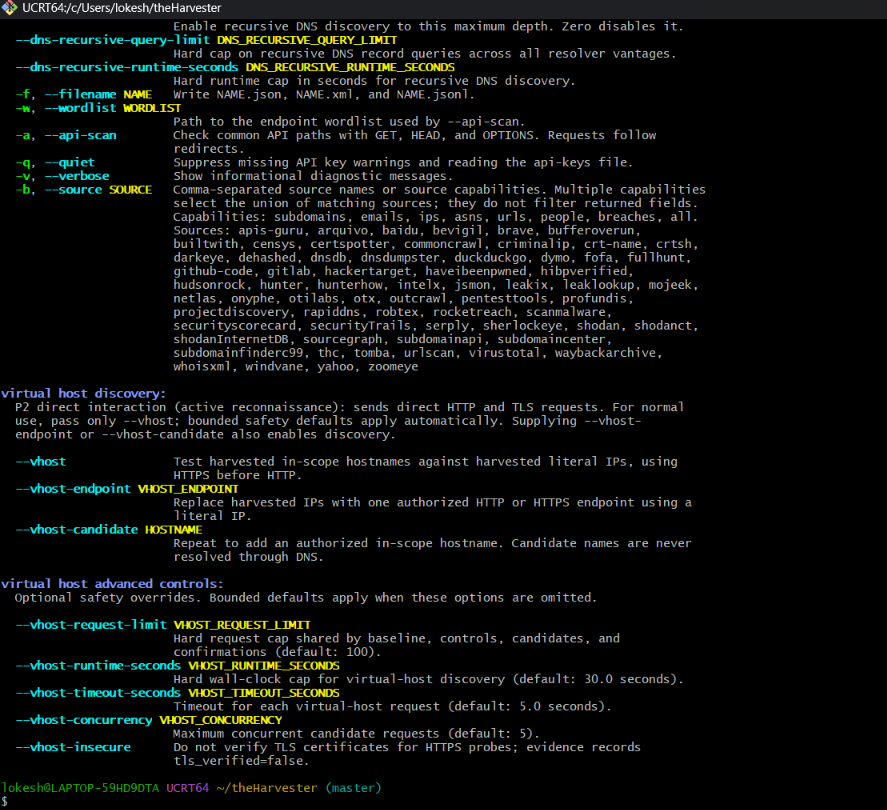 UCRT64:/c/Users/lokesh/theHarvester
Enable recursive DNS discovery to this maximum depth. Zero disables it.
--dns-recursive-query-limit DNS_RECURSIVE_QUERY_LIMIT
Hard cap on recursive DNS record queries across all resolver vantages.
--dns-recursive-runtime-seconds DNS_RECURSIVE_RUNTIME_SECONDS
Hard runtime cap in seconds for recursive DNS discovery.
-f, --filename NAME Write NAME.json, NAME.xml, and NAME.jsonl.
-w, --wordlist WORDLIST
Path to the endpoint wordlist used by --api-scan.
-a, --api-scan Check common API paths with GET, HEAD, and OPTIONS. Requests follow
redirects.
-q, --quiet Suppress missing API key warnings and reading the api-keys file.
-v, --verbose Show informational diagnostic messages.
-b, --source SOURCE Comma-separated source names or source capabilities. Multiple capabilities
select the union of matching sources; they do not filter returned fields.
Capabilities: subdomains, emails, ips, asns, urls, people, breaches, all.
Sources: apis-guru, arquivo, baidu, bevigil, brave, bufferoverun,
builtwith, censys, certspotter, commoncrawl, criminalip, crt-name, crtsh,
darkeye, dehashed, dnsdb, dnsdumpster, duckduckgo, dymo, fofa, fullhunt,
github-code, gitlab, hackertarget, haveibeenpwned, hibpverified,
hudsonrock, hunter, hunterhow, intelx, jsmon, leakix, leaklookup, mojeek,
netlas, onyphe, otilabs, otx, outcrawl, pentesttools, profundis,
projectdiscovery, rapiddns, robtex, rocketreach, scanmalware,
securityscorecard, securityTrails, serply, sherlockeye, shodan, shodanct,
shodanInternetDB, sourcegraph, subdomainapi, subdomaincenter,
subdomainfinderc99, thc, tomba, urlscan, virustotal, waybackarchive,
whoisxml, windvane, yahoo, zoomeye
virtual host discovery:
P2 direct interaction (active reconnaissance): sends direct HTTP and TLS requests. For normal
use, pass only --vhost; bounded safety defaults apply automatically. Supplying --vhost-
endpoint or --vhost-candidate also enables discovery.
--vhost Test harvested in-scope hostnames against harvested literal IPs, using
HTTPS before HTTP.
--vhost-endpoint VHOST_ENDPOINT
Replace harvested IPs with one authorized HTTP or HTTPS endpoint using a
literal IP.
--vhost-candidate HOSTNAME
Repeat to add an authorized in-scope hostname. Candidate names are never
resolved through DNS.
virtual host advanced controls:
Optional safety overrides. Bounded defaults apply when these options are omitted.
--vhost-request-limit VHOST_REQUEST_LIMIT
Hard request cap shared by baseline, controls, candidates, and
confirmations (default: 100).
--vhost-runtime-seconds VHOST_RUNTIME_SECONDS
Hard wall-clock cap for virtual-host discovery (default: 30.0 seconds).
--vhost-timeout-seconds VHOST_TIMEOUT_SECONDS
Timeout for each virtual-host request (default: 5.0 seconds).
--vhost-concurrency VHOST_CONCURRENCY
Maximum concurrent candidate requests (default: 5).
--vhost-insecure Do not verify TLS certificates for HTTPS probes; evidence records
tls_verified=false.
lokesh@LAPTOP-59HD9DTA UCRT64 ~/theHarvester (master)
$